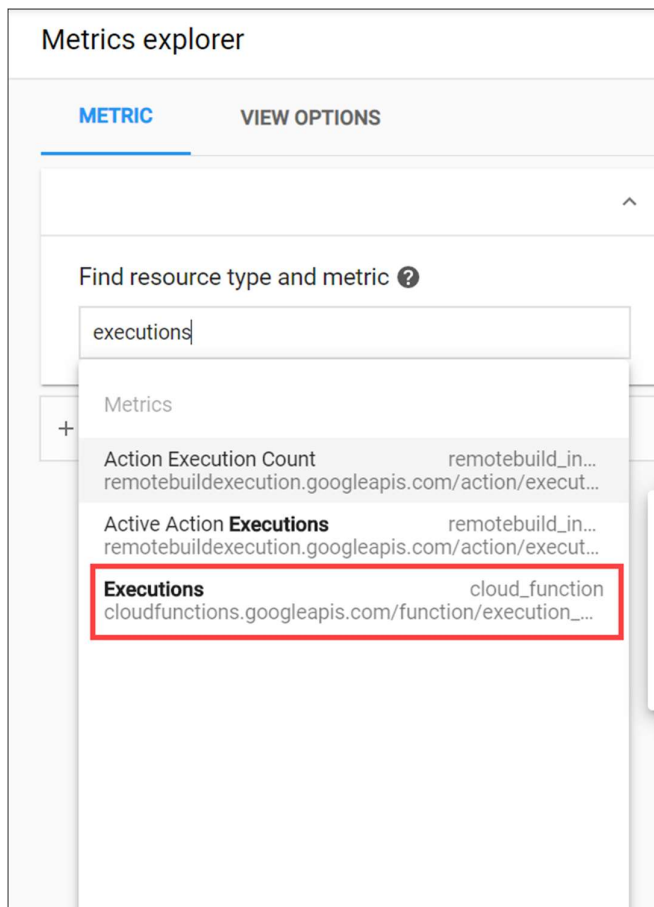 Metrics explorer
METRIC VIEW OPTIONS
Find resource type and metric ?
executions
Metrics
+
Action Execution Count remotebuild_in...
remotebuildexecution.googleapis.com/action/execut...
Active Action Executions remotebuild_in...
remotebuildexecution.googleapis.com/action/execut...
Executions cloud_function
cloudfunctions.googleapis.com/function/execution_...